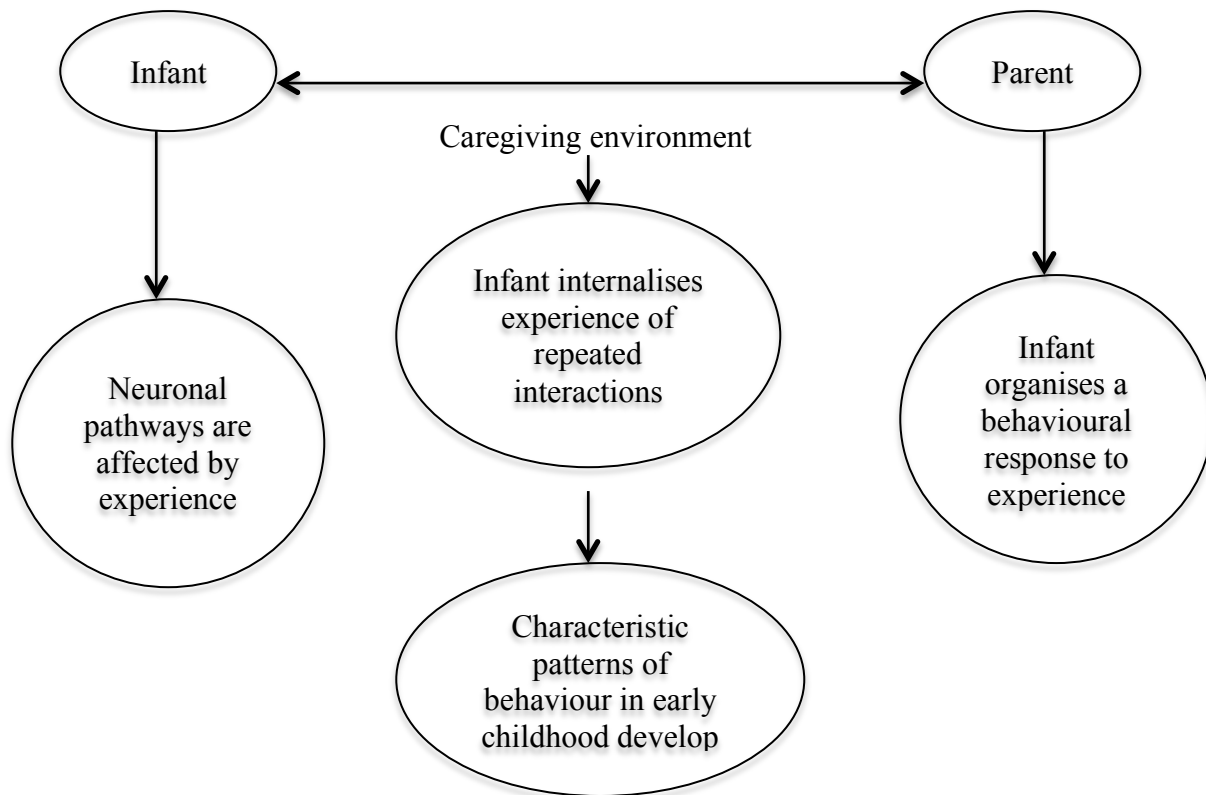 Infant
Parent
Caregiving environment
Infant internalises
experience of
repeated
interactions
Neuronal
pathways are
affected by
experience
Infant
organises a
behavioural
response to
experience
Characteristic
patterns of
behaviour in early
childhood develop